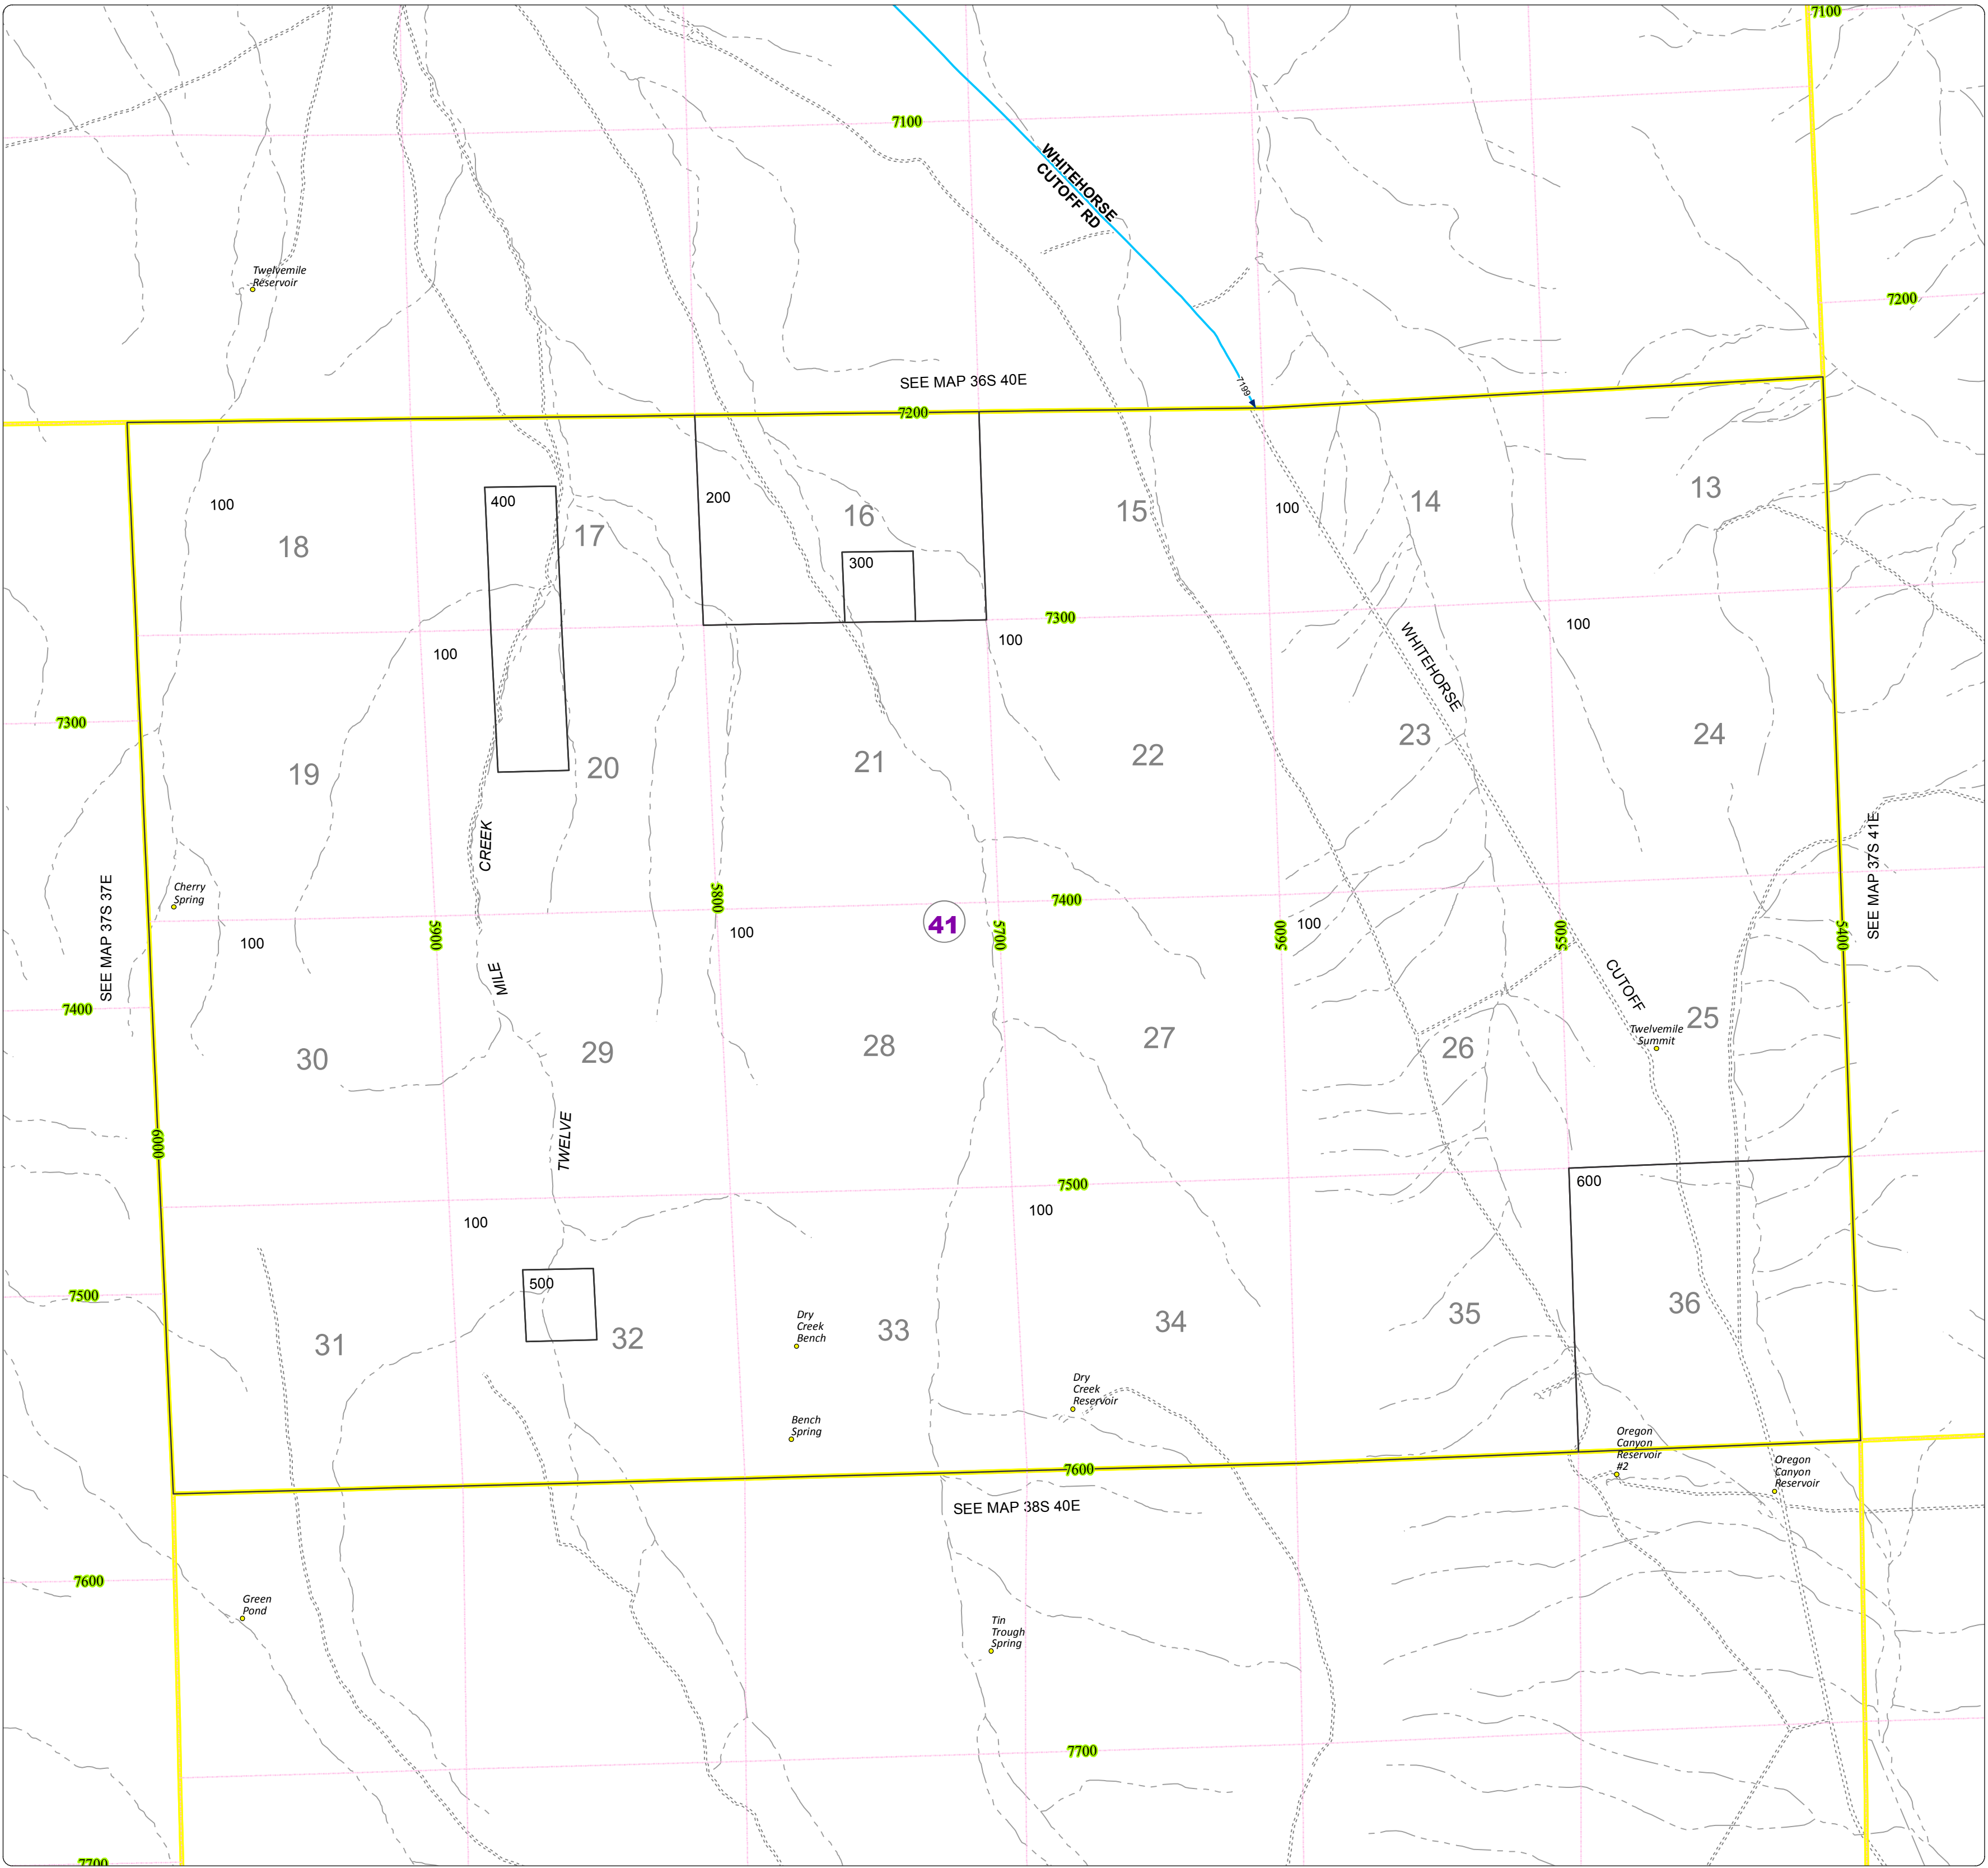 7100
7100
WHITEHORSE
CUTOFF RD
Twelvemile
Reservoir
7200
7199
SEE MAP 36S 40E
7200
100
400
200
16
15
100
14
13
18
17
300
7300
100
100
100
WHITEHORSE
7300
19
20
21
22
23
24
CREEK
SEE MAP 37S 41E
Cherry
Spring
SEE MAP 37S 37E
5900
5800
7400
41
5700
5600
5500
5400
100
100
100
MILE
CUTOFF
7400
30
29
28
27
26
25
Twelvemile
Summit
6000
TWELVE
7500
600
100
100
7500
500
31
32
Dry
Creek
Bench
33
34
35
36
Dry
Creek
Reservoir
Bench
Spring
7600
Oregon
Canyon
Reservoir
#2
Oregon
Canyon
Reservoir
SEE MAP 38S 40E
7600
Green
Pond
Tin
Trough
Spring
7700
7700